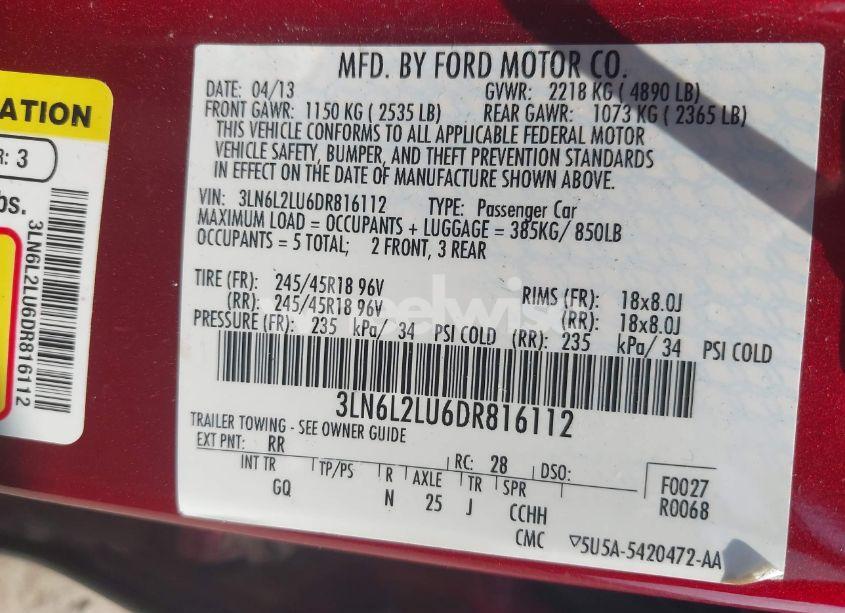 ATION
R: 3
bs.
3LN6L2LU6DR816112
MFD. BY FORD MOTOR CO.
DATE: 04/13 GVWR: 2218 KG ( 4890 LB)
FRONT GAWR: 1150 KG ( 2535 LB) REAR GAWR: 1073 KG ( 2365 LB)
THIS VEHICLE CONFORMS TO ALL APPLICABLE FEDERAL MOTOR
VEHICLE SAFETY, BUMPER, AND THEFT PREVENTION STANDARDS
IN EFFECT ON THE DATE OF MANUFACTURE SHOWN ABOVE.
VIN: 3LN6L2LU6DR816112 TYPE: Passenger Car
MAXIMUM LOAD = OCCUPANTS + LUGGAGE = 385KG/ 850LB
OCCUPANTS = 5 TOTAL; 2 FRONT, 3 REAR
TIRE (FR): 245/45R18 96V RIMS (FR): 18x8.0J
(RR): 245/45R18 96V (RR): 18x8.0J
PRESSURE (FR): 235 kPa/ 34 PSI COLD (RR): 235 kPa/ 34 PSI COLD
3LN6L2LU6DR816112
TRAILER TOWING - SEE OWNER GUIDE
EXT PNT: RR RC: 28 DSO:
INT TR TP/PS R AXLE TR SPR F0027
GQ N 25 J CCHH R0068
CMC ▽5U5A-5420472-AA